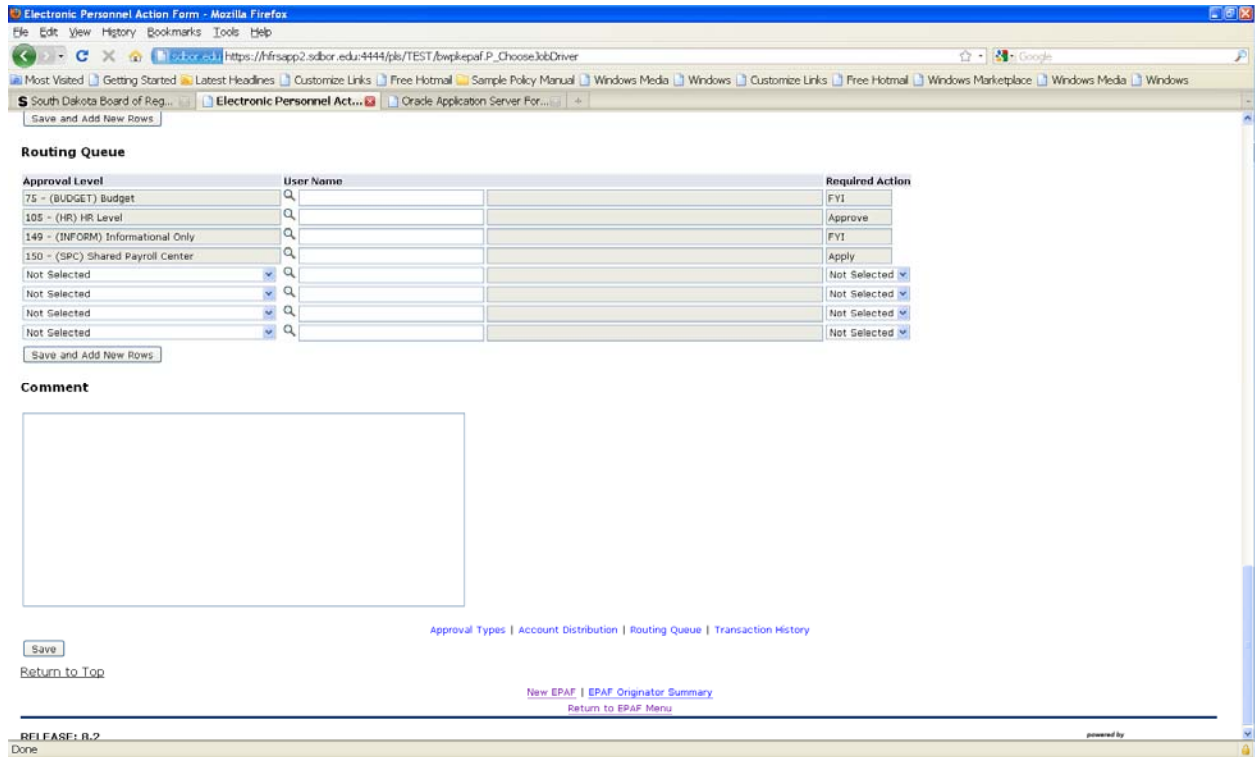 Electronic Personnel Action Form - Mozilla Firefox
File Edit View History Bookmarks Tools Help
sdbor.edu https://hfrsapp2.sdbor.edu:4444/pls/TEST/bwpkepaf.P_ChooseJobDriver Google
Most Visited Getting Started Latest Headlines Customize Links Free Hotmail Sample Policy Manual Windows Media Windows Customize Links Free Hotmail Windows Marketplace Windows Media Windows
South Dakota Board of Reg... Electronic Personnel Act... Oracle Application Server For...
Save and Add New Rows
Routing Queue
Approval Level User Name Required Action
75 - (BUDGET) Budget FYI
105 - (HR) HR Level Approve
149 - (INFORM) Informational Only FYI
150 - (SPC) Shared Payroll Center Apply
Not Selected Not Selected
Not Selected Not Selected
Not Selected Not Selected
Not Selected Not Selected
Save and Add New Rows
Comment
Approval Types | Account Distribution | Routing Queue | Transaction History
Save
Return to Top
New EPAF | EPAF Originator Summary
Return to EPAF Menu
RELEASE: 8.2 powered by
Done